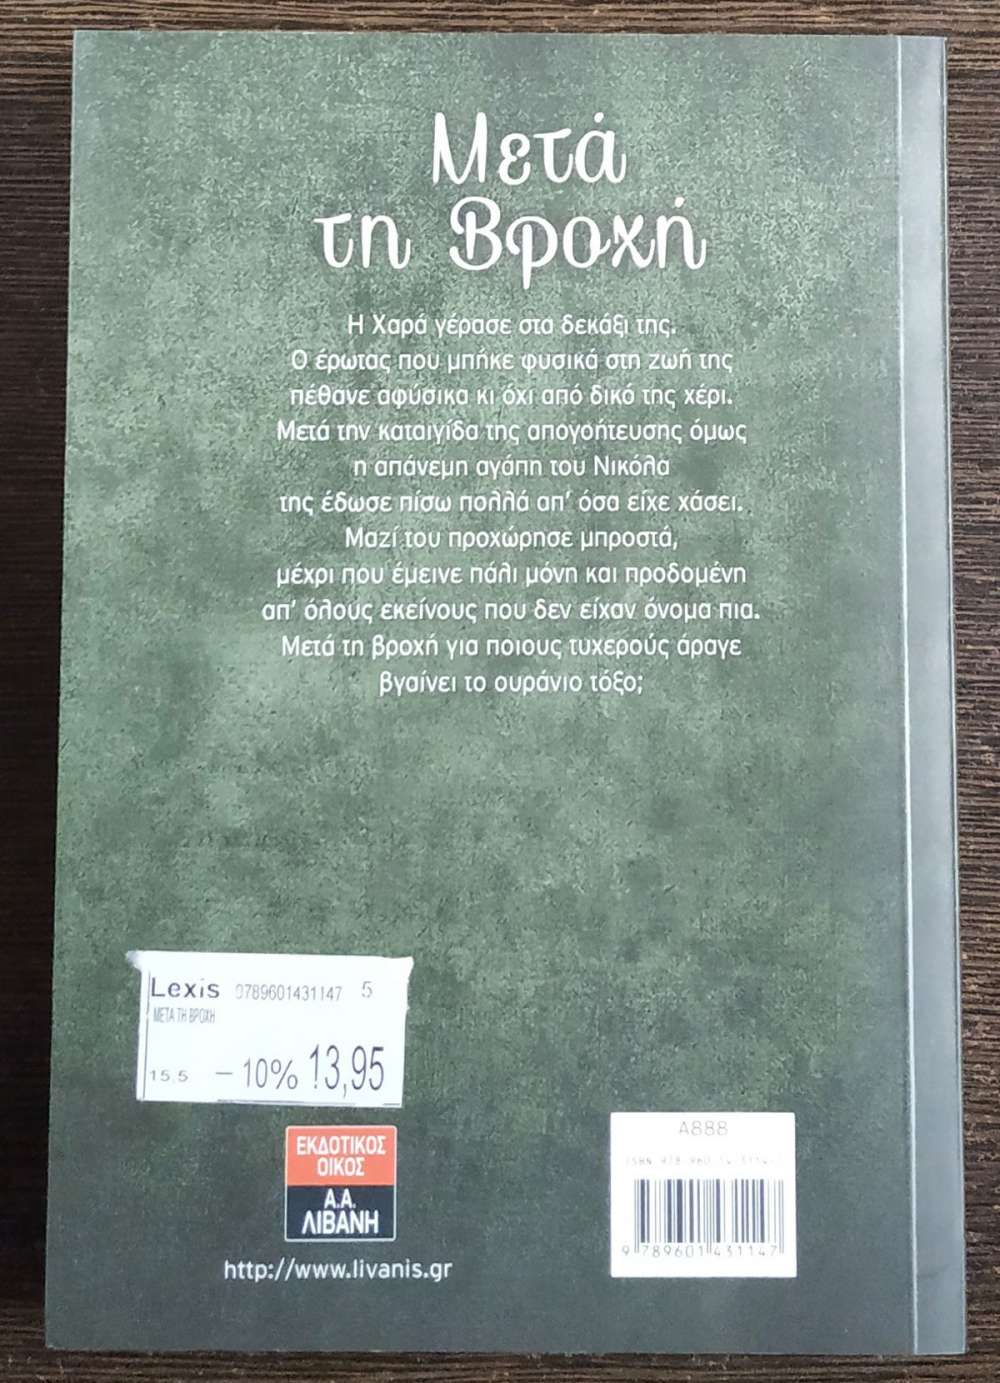 Μετά
τη Βροχή
Η Χαρά γέρασε στα δεκάξι της.
Ο έρωτας που μπήκε φυσικά στη ζωή της
πέθανε αφύσικα κι όχι από δικό της χέρι.
Μετά την καταιγίδα της απογοήτευσης όμως
η απάνεμη αγάπη του Νικόλα
της έδωσε πίσω πολλά απ' όσα είχε χάσει.
Μαζί του προχώρησε μπροστά,
μέχρι που έμεινε πάλι μόνη και προδομένη
απ' όλους εκείνους που δεν είχαν όνομα πια.
Μετά τη βροχή για ποιους τυχερούς άραγε
βγαίνει το ουράνιο τόξο;
Lexis 9789601431147 5
ΜΕΤΑ ΤΗ ΒΡΟΧΗ
15,5 – 10% 13,95
ΕΚΔΟΤΙΚΟΣ
ΟΙΚΟΣ
Α.Α.
ΛΙΒΑΝΗ
http://www.livanis.gr
A888
ISBN
9 789601 431147